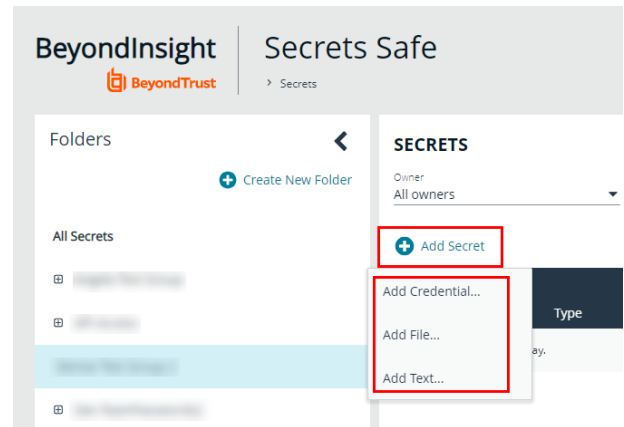 BeyondInsight
BeyondTrust
Secrets Safe
> Secrets
Folders
Create New Folder
All Secrets
SECRETS
Owner
All owners
Add Secret
Add Credential...
Add File...
Add Text...
Type
ay.